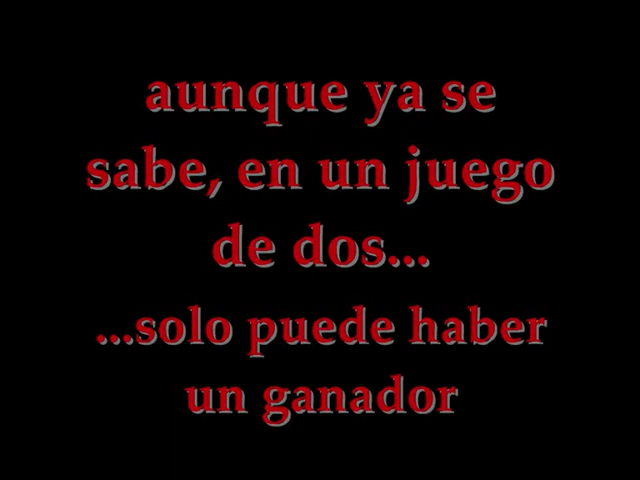 aunque ya se
sabe, en un juego
de dos...
...solo puede haber
un ganador